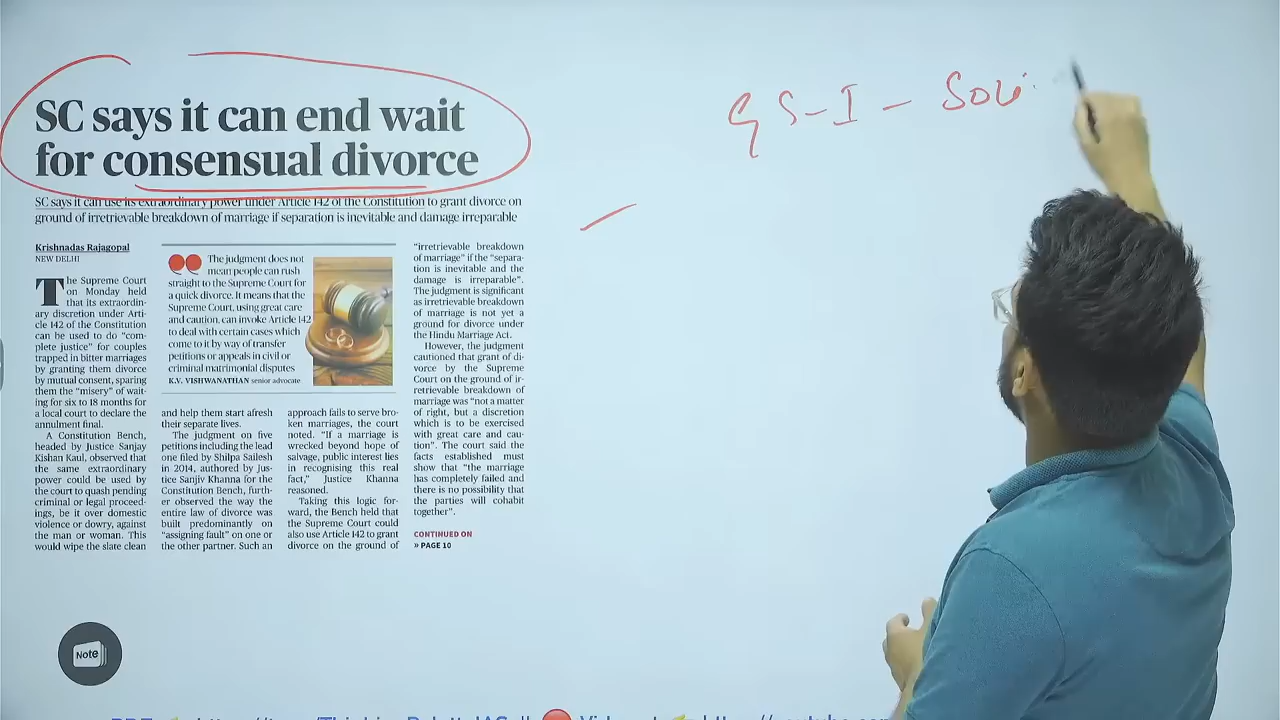 SC says it can end wait
for consensual divorce
SC says it can use its extraordinary power under Article 142 of the Constitution to grant divorce on
ground of irretrievable breakdown of marriage if separation is inevitable and damage irreparable
Krishnadas Rajagopal
NEW DELHI
The Supreme Court
on Monday held
that its extraordin-
ary discretion under Arti-
cle 142 of the Constitution
can be used to do “com-
plete justice” for couples
trapped in bitter marriages
by granting them divorce
by mutual consent, sparing
them the “misery” of wait-
ing for six to 18 months for
a local court to declare the
annulment final.
A Constitution Bench,
headed by Justice Sanjay
Kishan Kaul, observed that
the same extraordinary
power could be used by
the court to quash pending
criminal or legal proceed-
ings, be it over domestic
violence or dowry, against
the man or woman. This
would wipe the slate clean
The judgment does not
mean people can rush
straight to the Supreme Court for
a quick divorce. It means that the
Supreme Court, using great care
and caution, can invoke Article 142
to deal with certain cases which
come to it by way of transfer
petitions or appeals in civil or
criminal matrimonial disputes
K.V. VISHWANATHAN senior advocate
and help them start afresh
their separate lives.
The judgment on five
petitions including the lead
one filed by Shilpa Sailesh
in 2014, authored by Jus-
tice Sanjiv Khanna for the
Constitution Bench, furth-
er observed the way the
entire law of divorce was
built predominantly on
“assigning fault” on one or
the other partner. Such an
approach fails to serve bro-
ken marriages, the court
noted. “If a marriage is
wrecked beyond hope of
salvage, public interest lies
in recognising this real
fact,” Justice Khanna
reasoned.
Taking this logic for-
ward, the Bench held that
the Supreme Court could
also use Article 142 to grant
divorce on the ground of
“irretrievable breakdown
of marriage” if the “separa-
tion is inevitable and the
damage is irreparable”.
The judgment is significant
as irretrievable breakdown
of marriage is not yet a
ground for divorce under
the Hindu Marriage Act.
However, the judgment
cautioned that grant of di-
vorce by the Supreme
Court on the ground of ir-
retrievable breakdown of
marriage was “not a matter
of right, but a discretion
which is to be exercised
with great care and cau-
tion”. The court said the
facts established must
show that “the marriage
has completely failed and
there is no possibility that
the parties will cohabit
together”.
CONTINUED ON
» PAGE 10
GS-I -
Note